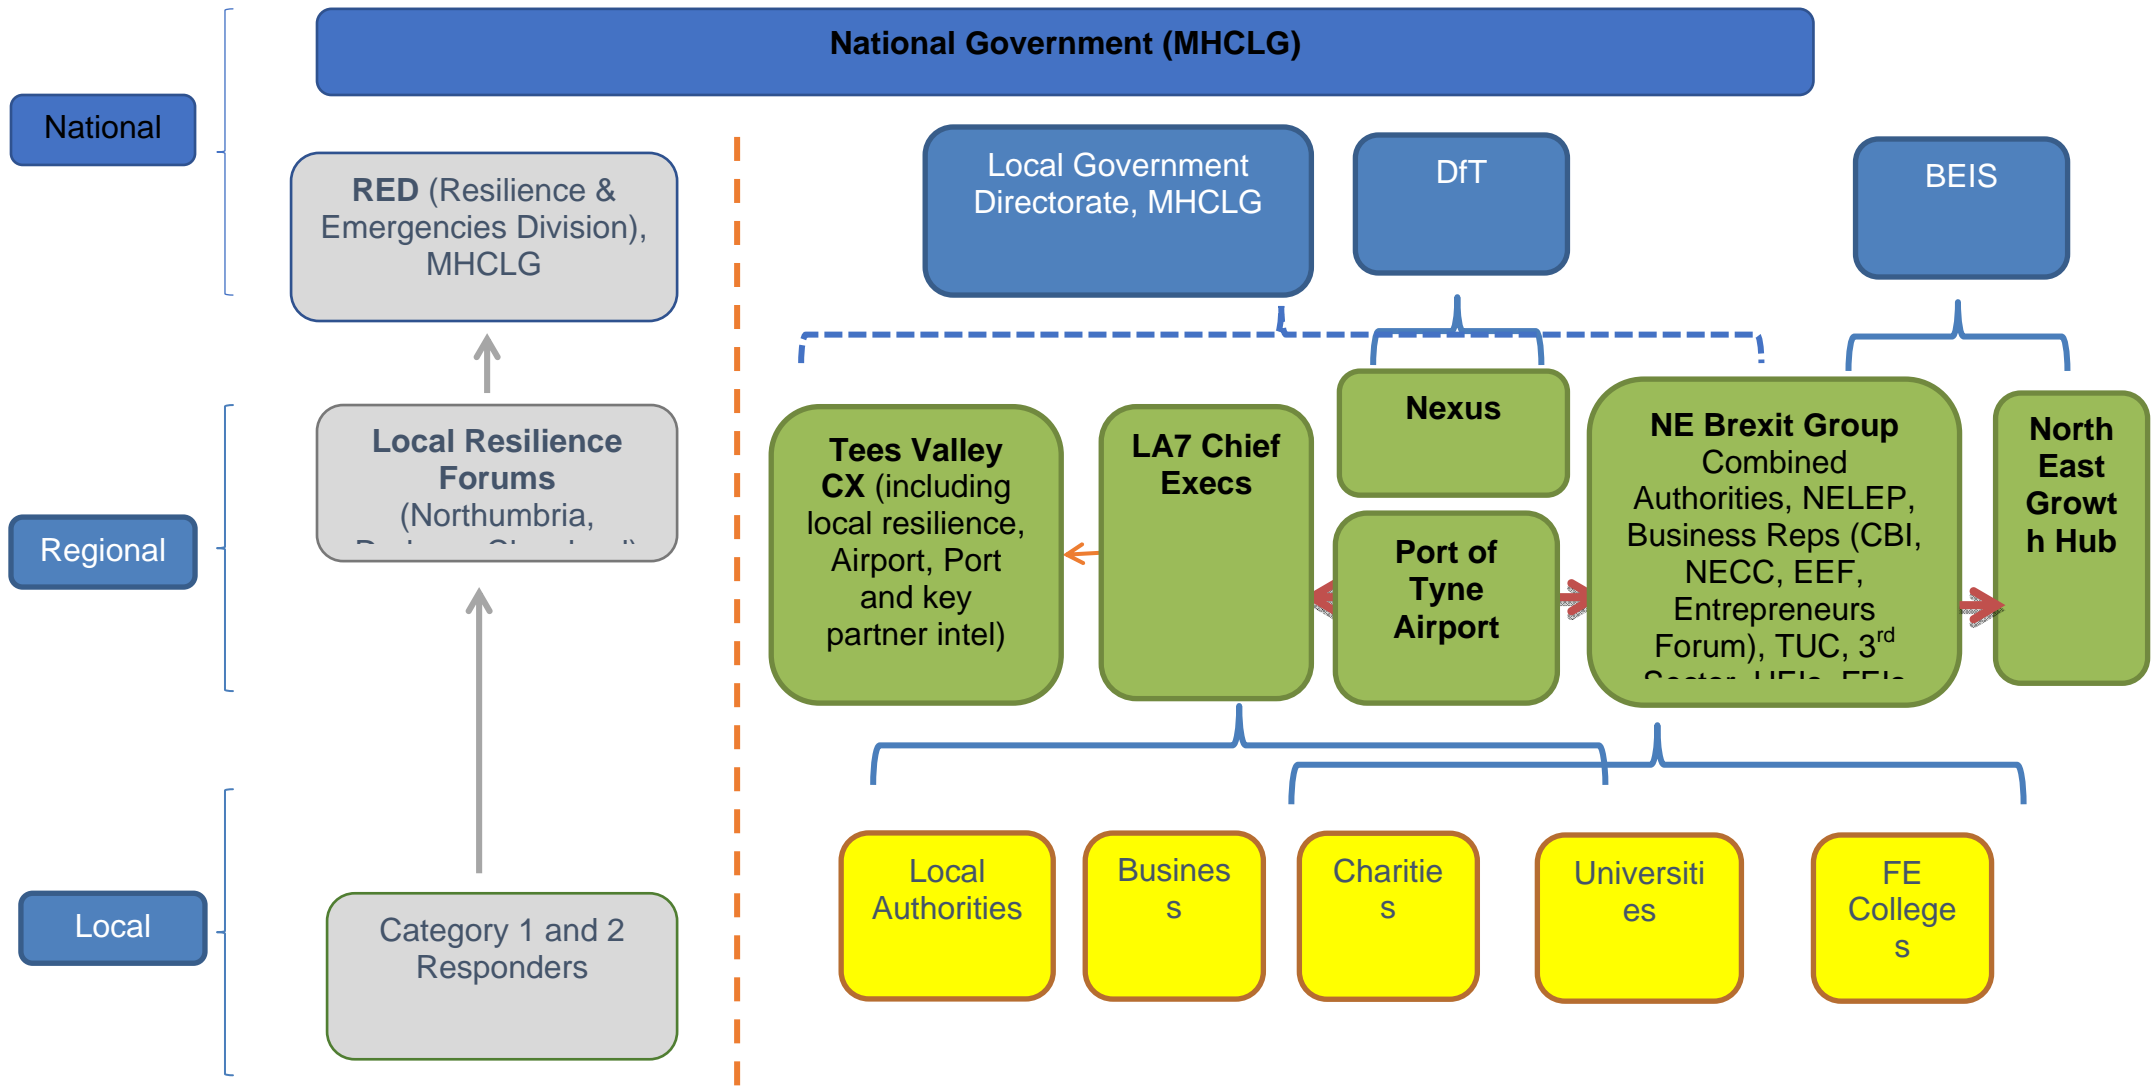 National Government (MHCLG)
National
RED (Resilience &
Emergencies Division),
MHCLG
Local Government
Directorate, MHCLG
DfT
BEIS
Regional
Local Resilience
Forums
(Northumbria,
Tees Valley
CX (including
local resilience,
Airport, Port
and key
partner intel)
LA7 Chief
Execs
Nexus
Port of
Tyne
Airport
NE Brexit Group
Combined
Authorities, NELEP,
Business Reps (CBI,
NECC, EEF,
Entrepreneurs
Forum), TUC, 3rd
Sector, HEIs, FEIs
North
East
Growt
h Hub
Local
Category 1 and 2
Responders
Local
Authorities
Busines
s
Charitie
s
Universiti
es
FE
College
s